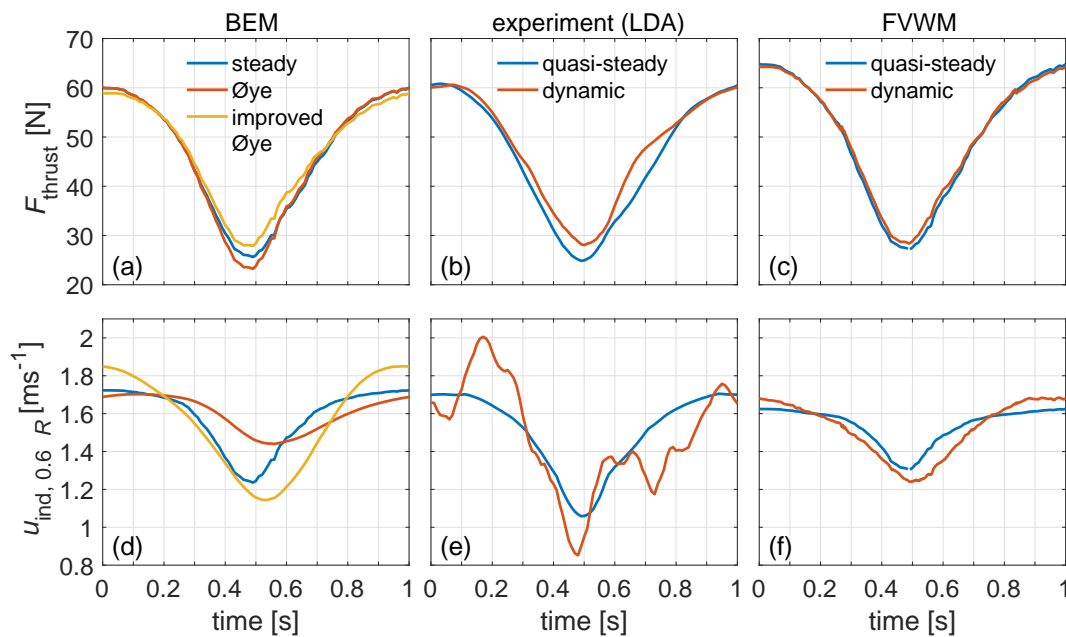 BEM
experiment (LDA)
FVWM
F_thrust [N]
70
60
50
40
30
20
steady
Øye
improved
Øye
(a)
quasi-steady
dynamic
(b)
quasi-steady
dynamic
(c)
u_ind, 0.6 R [ms⁻¹]
2
1.8
1.6
1.4
1.2
1
0.8
(d)
(e)
(f)
0 0.2 0.4 0.6 0.8 1
0 0.2 0.4 0.6 0.8 1
0 0.2 0.4 0.6 0.8 1
time [s]
time [s]
time [s]